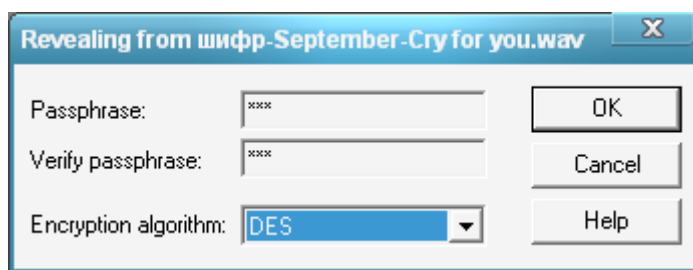 Revealing from шифр-September-Cry for you.wav
Passphrase: ***
OK
Verify passphrase: ***
Cancel
Encryption algorithm: DES
Help